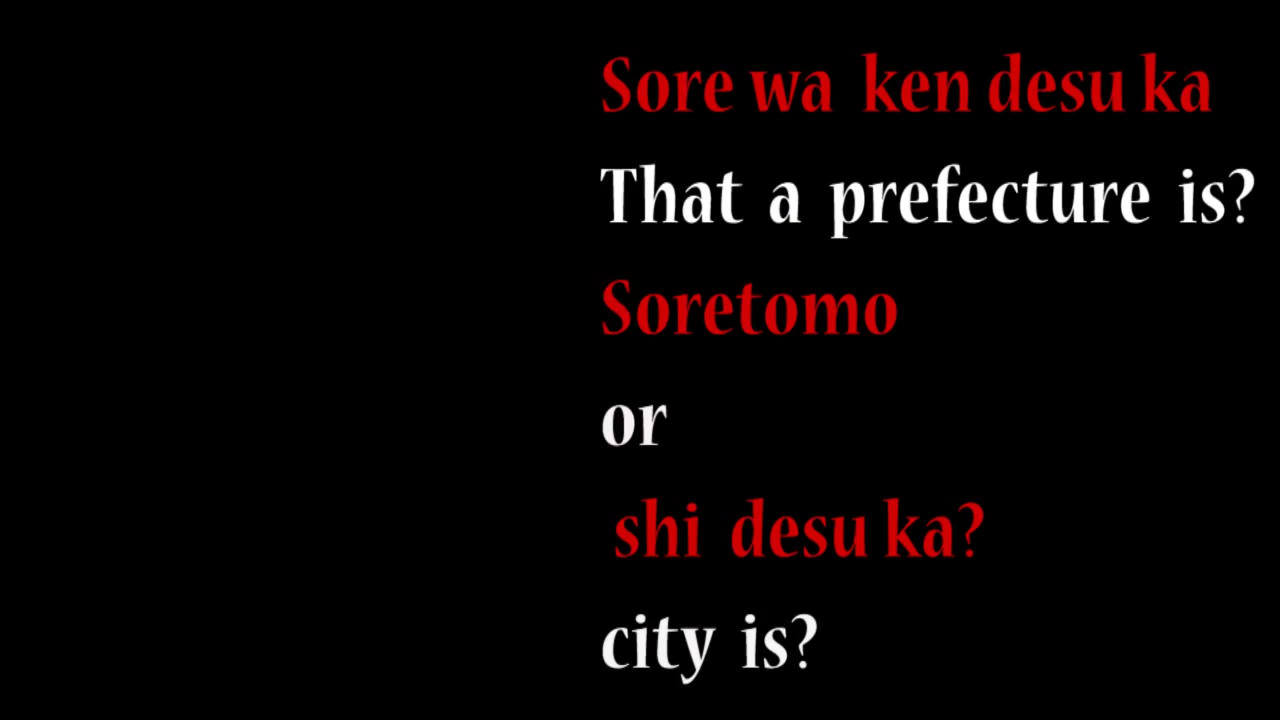 Sore wa ken desu ka
That a prefecture is?
Soretomo
or
shi desu ka?
city is?